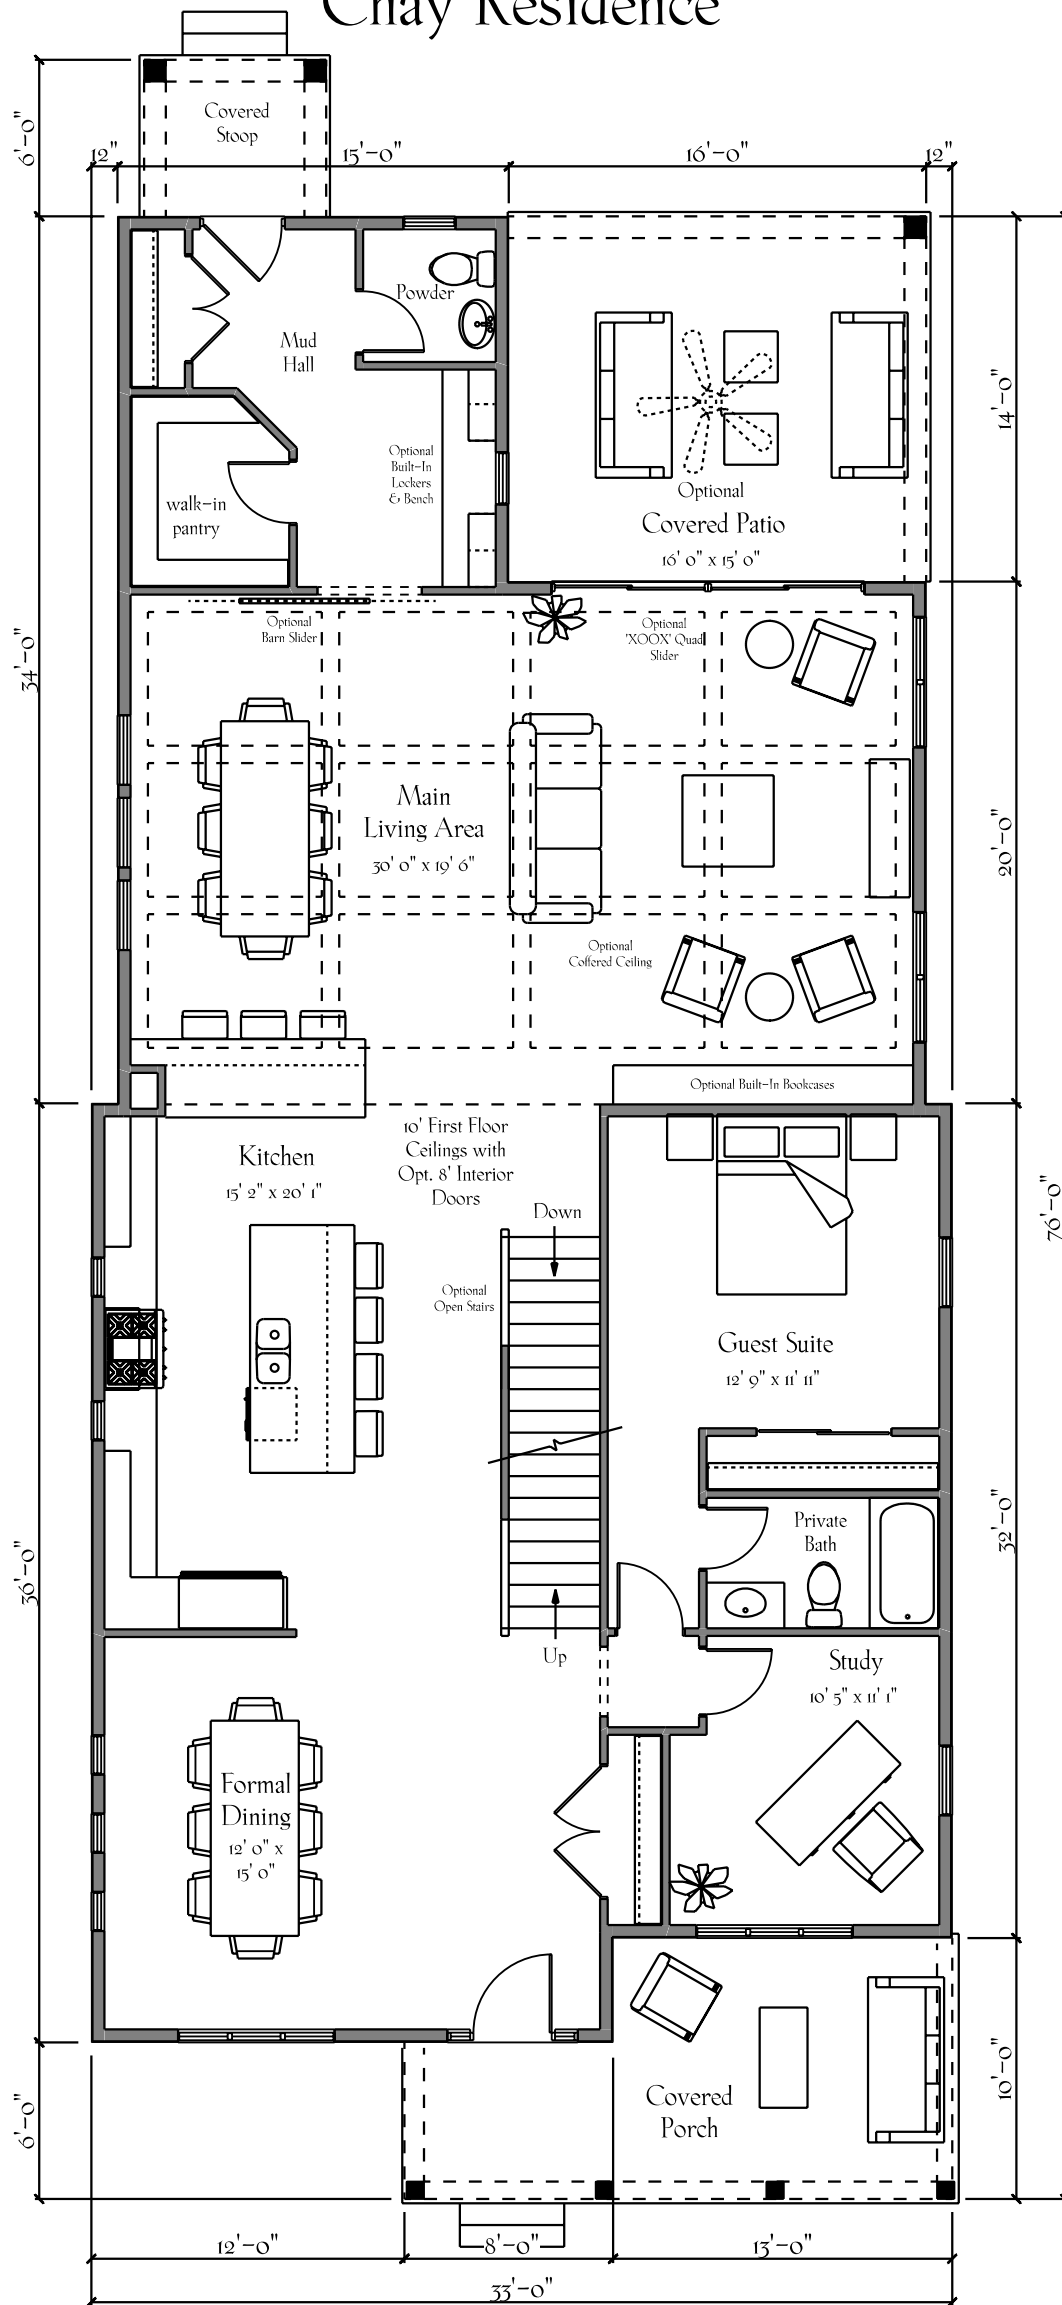 Chay Residence
Covered
Stoop
6'-0"
12"
15'-0"
16'-0"
12"
Powder
Mud
Hall
14'-0"
Optional
Built-In
Lockers
& Bench
walk-in
pantry
Optional
Covered Patio
16' 0" x 15' 0"
Optional
Barn Slider
Optional
'XOOX' Quad
Slider
34'-0"
Main
Living Area
30' 0" x 19' 6"
20'-0"
Optional
Coffered Ceiling
Optional Built-In Bookcases
Kitchen
15' 2" x 20' 1"
10' First Floor
Ceilings with
Opt. 8' Interior
Doors
Down
76'-0"
Optional
Open Stairs
Guest Suite
12' 9" x 11' 11"
Private
Bath
32'-0"
36'-0"
Up
Study
10' 5" x 11' 1"
Formal
Dining
12' 0" x
15' 0"
Covered
Porch
10'-0"
6'-0"
12'-0"
8'-0"
13'-0"
33'-0"